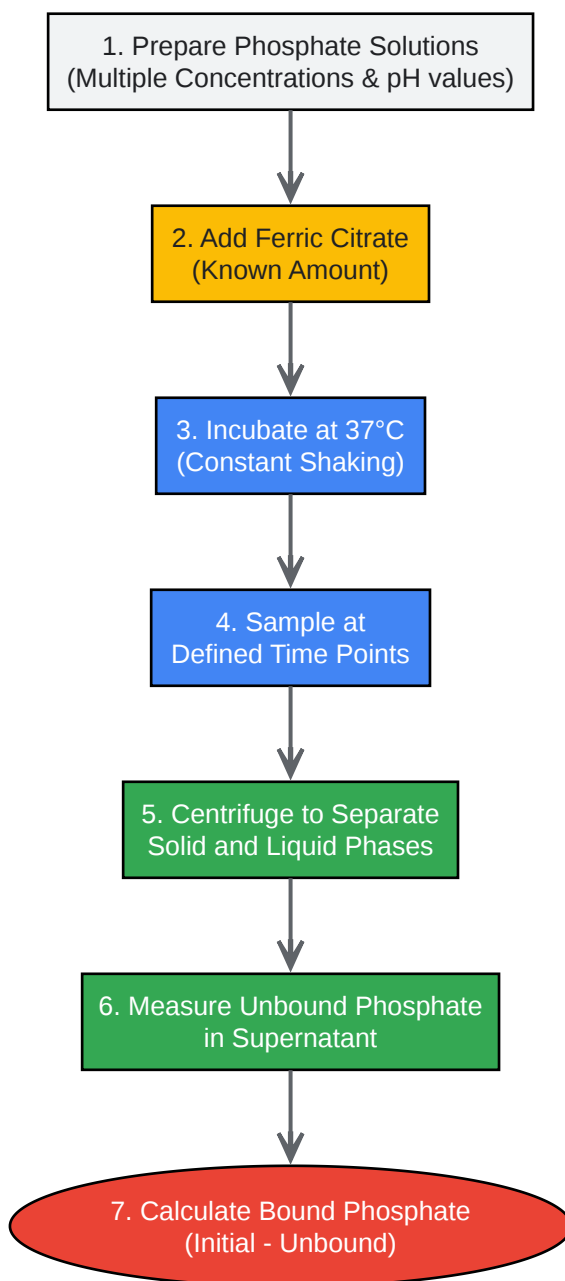 1. Prepare Phosphate Solutions
(Multiple Concentrations & pH values)
2. Add Ferric Citrate
(Known Amount)
3. Incubate at 37°C
(Constant Shaking)
4. Sample at
Defined Time Points
5. Centrifuge to Separate
Solid and Liquid Phases
6. Measure Unbound Phosphate
in Supernatant
7. Calculate Bound Phosphate
(Initial - Unbound)